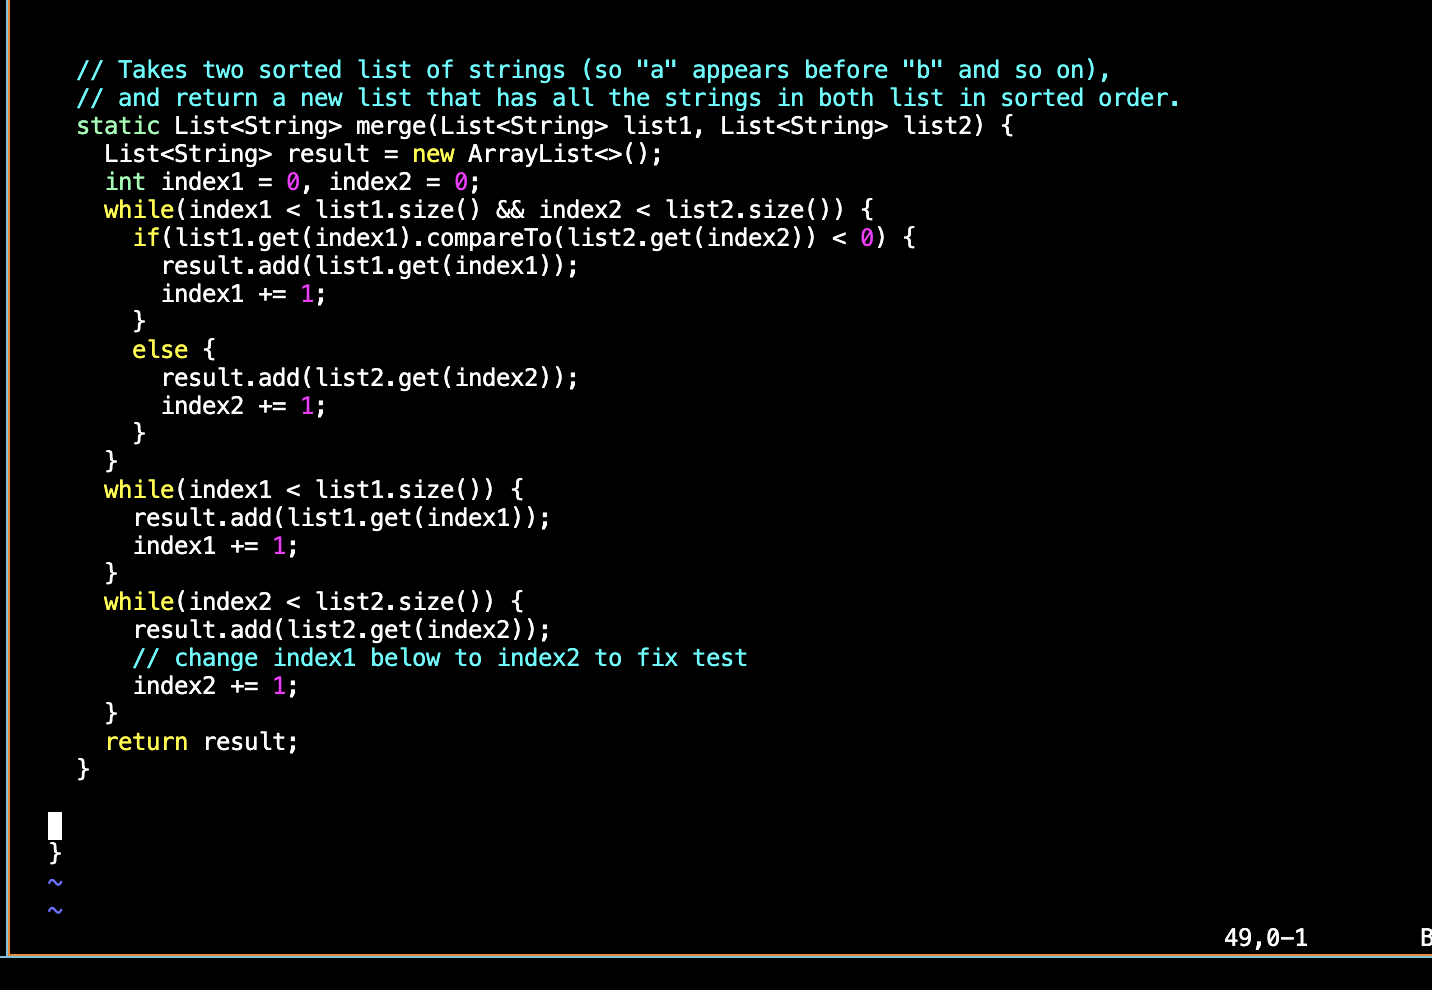 // Takes two sorted list of strings (so "a" appears before "b" and so on),
// and return a new list that has all the strings in both list in sorted order.
static List<String> merge(List<String> list1, List<String> list2) {
  List<String> result = new ArrayList<>();
  int index1 = 0, index2 = 0;
  while(index1 < list1.size() && index2 < list2.size()) {
    if(list1.get(index1).compareTo(list2.get(index2)) < 0) {
      result.add(list1.get(index1));
      index1 += 1;
    }
    else {
      result.add(list2.get(index2));
      index2 += 1;
    }
  }
  while(index1 < list1.size()) {
    result.add(list1.get(index1));
    index1 += 1;
  }
  while(index2 < list2.size()) {
    result.add(list2.get(index2));
    // change index1 below to index2 to fix test
    index2 += 1;
  }
  return result;
}
}
~
~
49,0-1